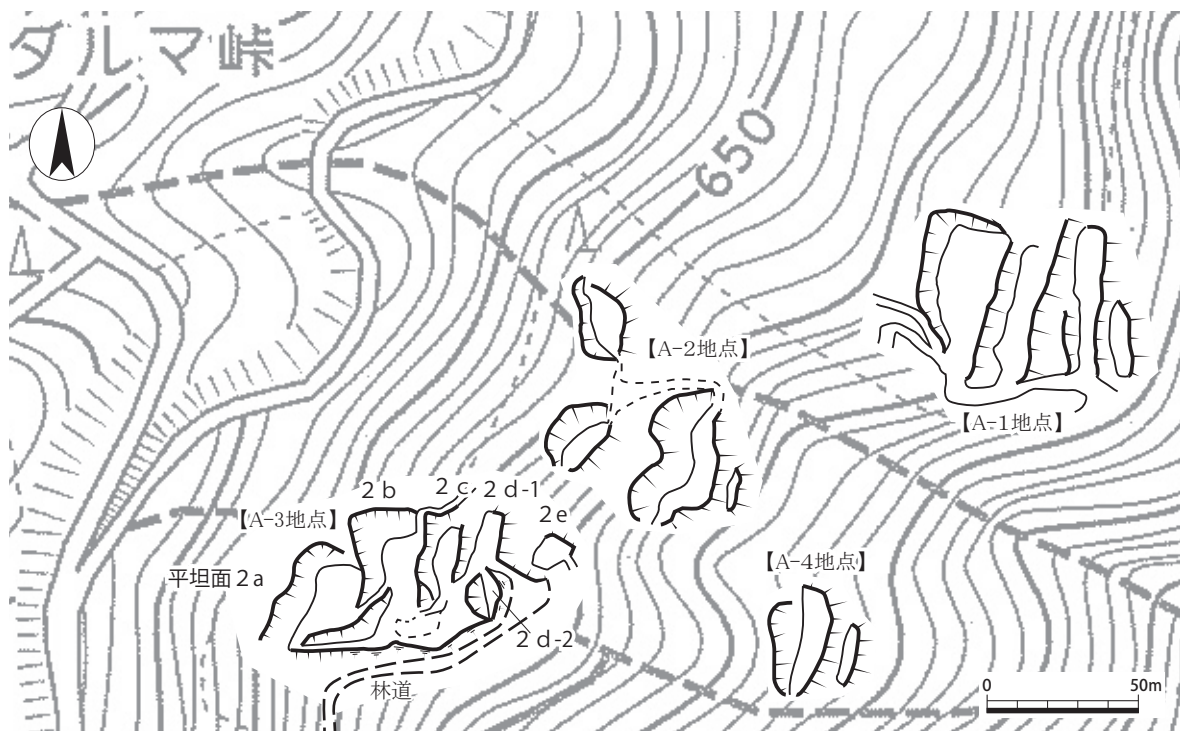 ダルマ峠
650
【A-2地点】
【A-1地点】
2b
2c
2d-1
2e
【A-3地点】
平坦面2a
【A-4地点】
2d-2
林道
0
50m